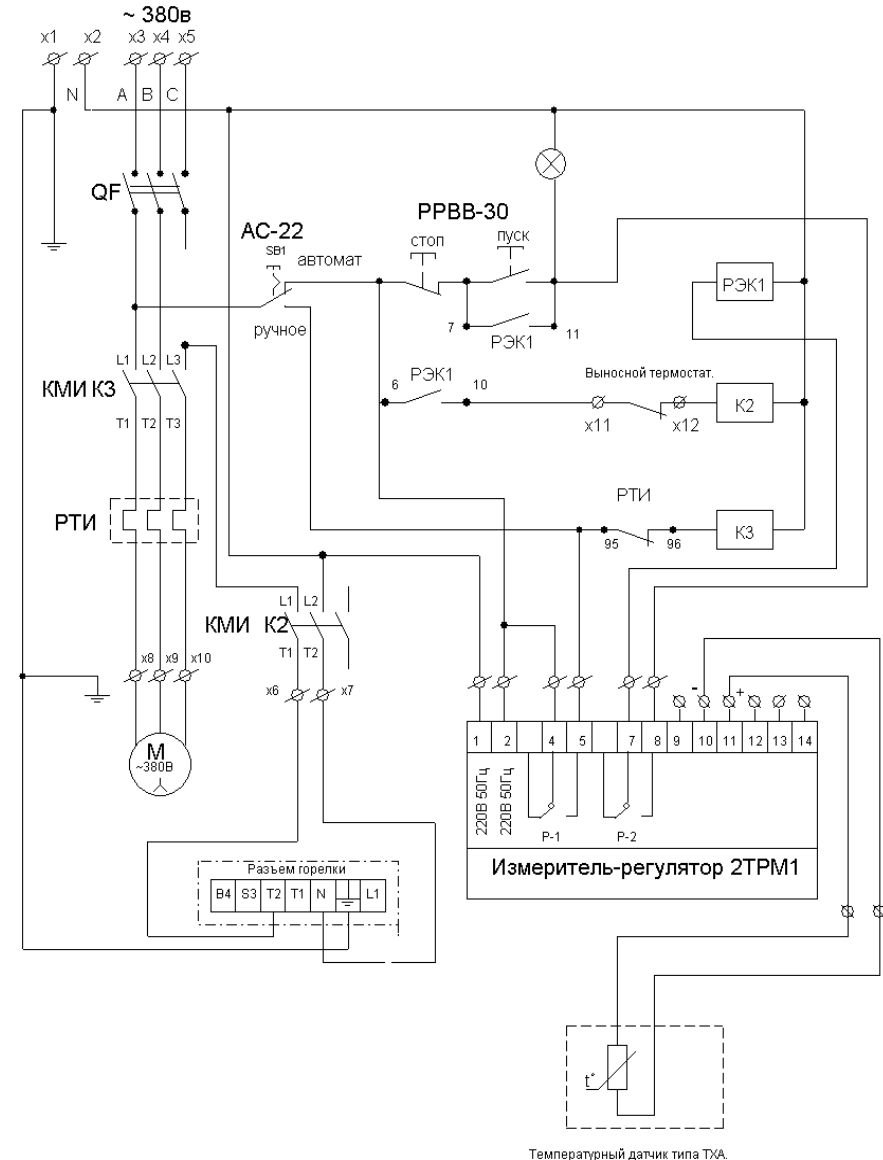 ~ 380в
x1 x2 x3 x4 x5
N A B C
QF
АС-22
SB1
автомат
ручное
РРВВ-30
стоп
пуск
7 РЭК1 11
РЭК1
L1 L2 L3
КМИ К3
T1 T2 T3
6 РЭК1 10
Выносной термостат.
x11 x12
К2
РТИ
РТИ
95 96
К3
L1 L2
КМИ К2
T1 T2
x8 x9 x10
x6 x7
М
~380В
- +
1 2 4 5 7 8 9 10 11 12 13 14
220В 50Гц
220В 50Гц
Р-1 Р-2
Измеритель-регулятор 2ТРМ1
Разъем горелки
B4 S3 T2 T1 N L1
t°
Температурный датчик типа ТХА.